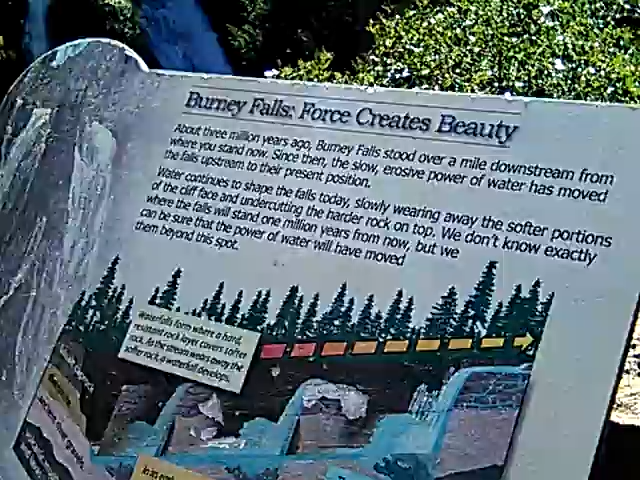 Burney Falls: Force Creates Beauty
About three million years ago, Burney Falls stood over a mile downstream from
where you stand now. Since then, the slow, erosive power of water has moved
the falls upstream to their present position.
Water continues to shape the falls today, slowly wearing away the softer portions
of the cliff face and undercutting the harder rock on top. We don't know exactly
where the falls will stand one million years from now, but we
can be sure that the power of water will have moved
them beyond this spot.
Waterfalls form where a hard,
resistant rock layer covers softer
rock. As the stream wears away the
softer rock, a waterfall develops.